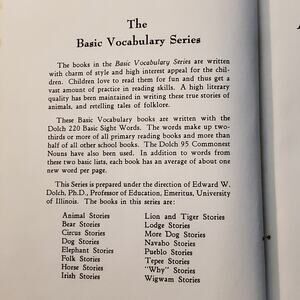 The
Basic Vocabulary Series
The books in the Basic Vocabulary Series are written
with charm of style and high interest appeal for the chil-
dren. Children love to read them for fun and thus get a
vast amount of practice in reading skills. A high literary
quality has been maintained in writing these true stories of
animals, and retelling tales of folklore.
These Basic Vocabulary books are written with the
Dolch 220 Basic Sight Words. The words make up two-
thirds or more of all primary reading books and more than
half of all other school books. The Dolch 95 Commonest
Nouns have also been used. In addition to words from
these two basic lists, each book has an average of about one
new word per page.
This Series is prepared under the direction of Edward W.
Dolch, Ph.D., Professor of Education, Emeritus, University
of Illinois. The books in this series are:
Animal Stories
Bear Stories
Circus Stories
Dog Stories
Elephant Stories
Folk Stories
Horse Stories
Irish Stories
Lion and Tiger Stories
Lodge Stories
More Dog Stories
Navaho Stories
Pueblo Stories
Tepee Stories
"Why" Stories
Wigwam Stories